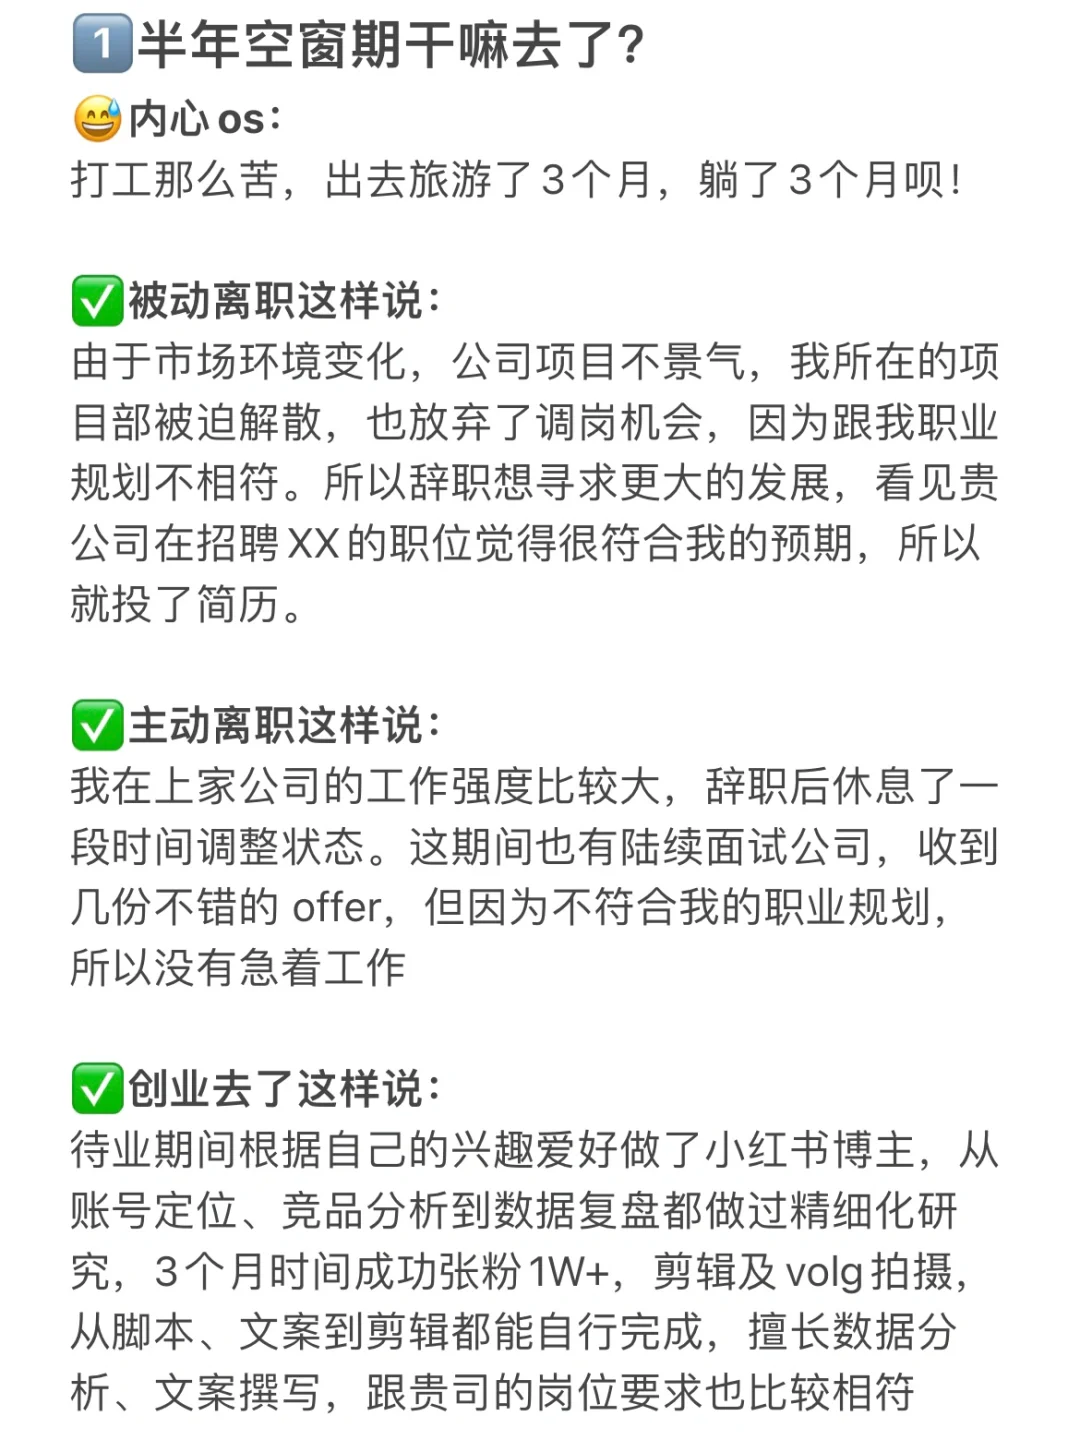 1️⃣半年空窗期干嘛去了?
😅内心os：
打工那么苦，出去旅游了3个月，躺了3个月呗！
✅被动离职这样说：
由于市场环境变化，公司项目不景气，我所在的项
目部被迫解散，也放弃了调岗机会，因为跟我职业
规划不相符。所以辞职想寻求更大的发展，看见贵
公司在招聘XX的职位觉得很符合我的预期，所以
就投了简历。
✅主动离职这样说：
我在上家公司的工作强度比较大，辞职后休息了一
段时间调整状态。这期间也有陆续面试公司，收到
几份不错的 offer，但因为不符合我的职业规划，
所以没有急着工作
✅创业去了这样说：
待业期间根据自己的兴趣爱好做了小红书博主，从
账号定位、竞品分析到数据复盘都做过精细化研
究，3个月时间成功张粉1W+，剪辑及volg拍摄，
从脚本、文案到剪辑都能自行完成，擅长数据分
析、文案撰写，跟贵司的岗位要求也比较相符